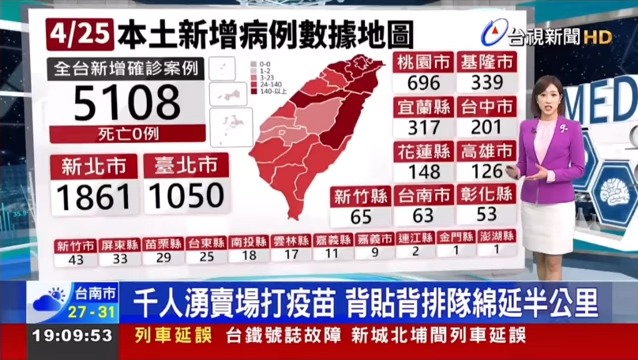 4/25 本土新增病例數據地圖
台視新聞HD
全台新增確診案例
5108
死亡0例
0-0
1-2
3-23
24-140
140-以上
桃園市 基隆市
696 339
宜蘭縣 台中市
317 201
花蓮縣 高雄市
148 126
新北市 臺北市
1861 1050
新竹縣 台南市 彰化縣
65 63 53
新竹市 屏東縣 苗栗縣 台東縣 南投縣 雲林縣 嘉義縣 嘉義市 連江縣 金門縣 澎湖縣
43 33 29 25 18 17 11 9 2 1 1
MED
台南市
27-31
千人湧賣場打疫苗 背貼背排隊綿延半公里
19:09:53
列車延誤 台鐵號誌故障 新城北埔間列車延誤